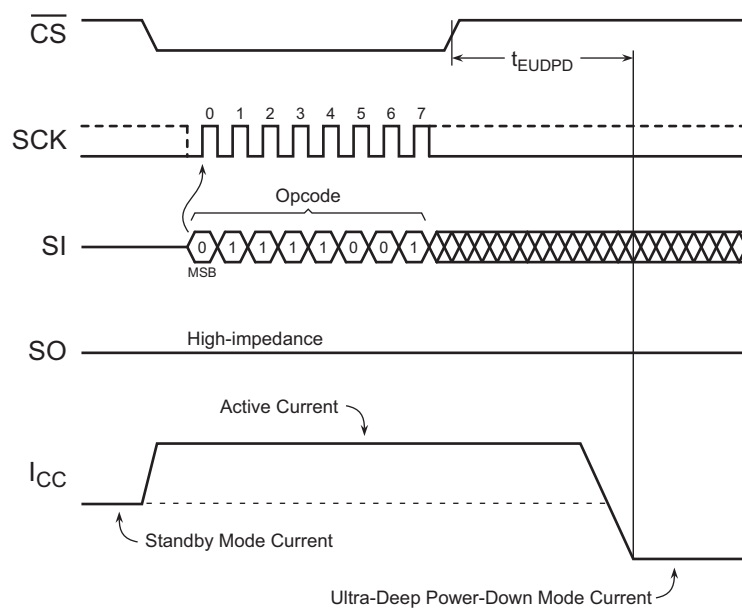 CS
tEUDPD
0 1 2 3 4 5 6 7
SCK
Opcode
SI
0 1 1 1 1 0 0 1
MSB
High-impedance
SO
Active Current
ICC
Standby Mode Current
Ultra-Deep Power-Down Mode Current